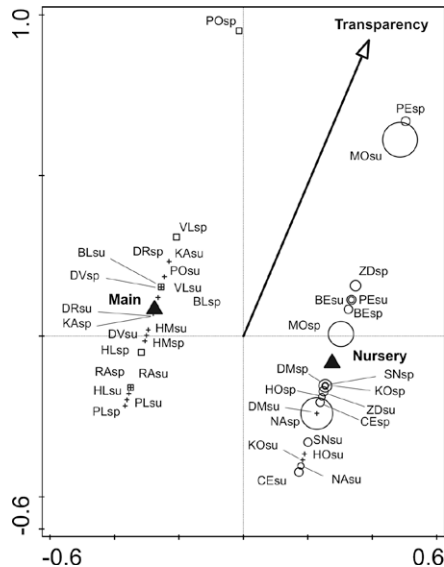 1.0
POsp
Transparency
PEsp
MOsu
VLsp
BLsu
DRsp
KAsu
DVsp
POsu
VLsu
BLsp
ZDsp
BEsu
PEsu
BEsp
DRsu
Main
KAsp
MOsp
DVsu
HMsu
HLsp
HMsp
Nursery
RAsp
RAsu
DMsp
SNsp
HOsp
KOsp
HLsu
PLsu
PLsp
DMsu
ZDsu
NAsp
CEsp
SNsu
KOsu
HOsu
CEsu
NAsu
-0.6
-0.6
0.6